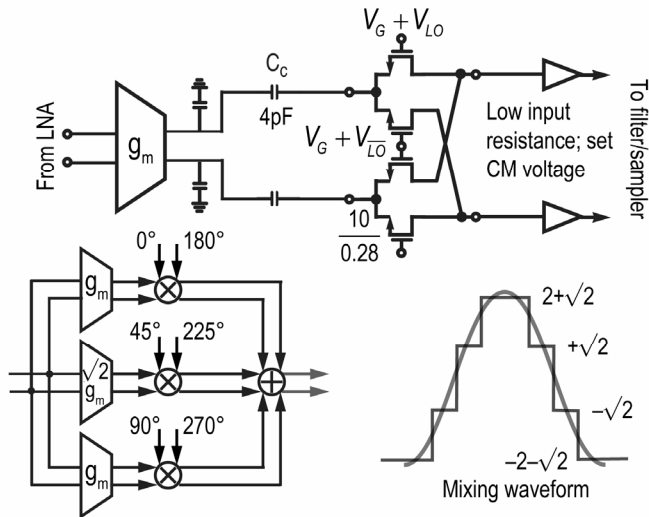 V_G + V_LO
C_c
4pF
From LNA
g_m
V_G + V_L̅O̅
Low input
resistance; set
CM voltage
To filter/sampler
10
0.28
0° 180°
g_m
45° 225°
√2
g_m
90° 270°
g_m
2+√2
+√2
−√2
−2−√2
Mixing waveform